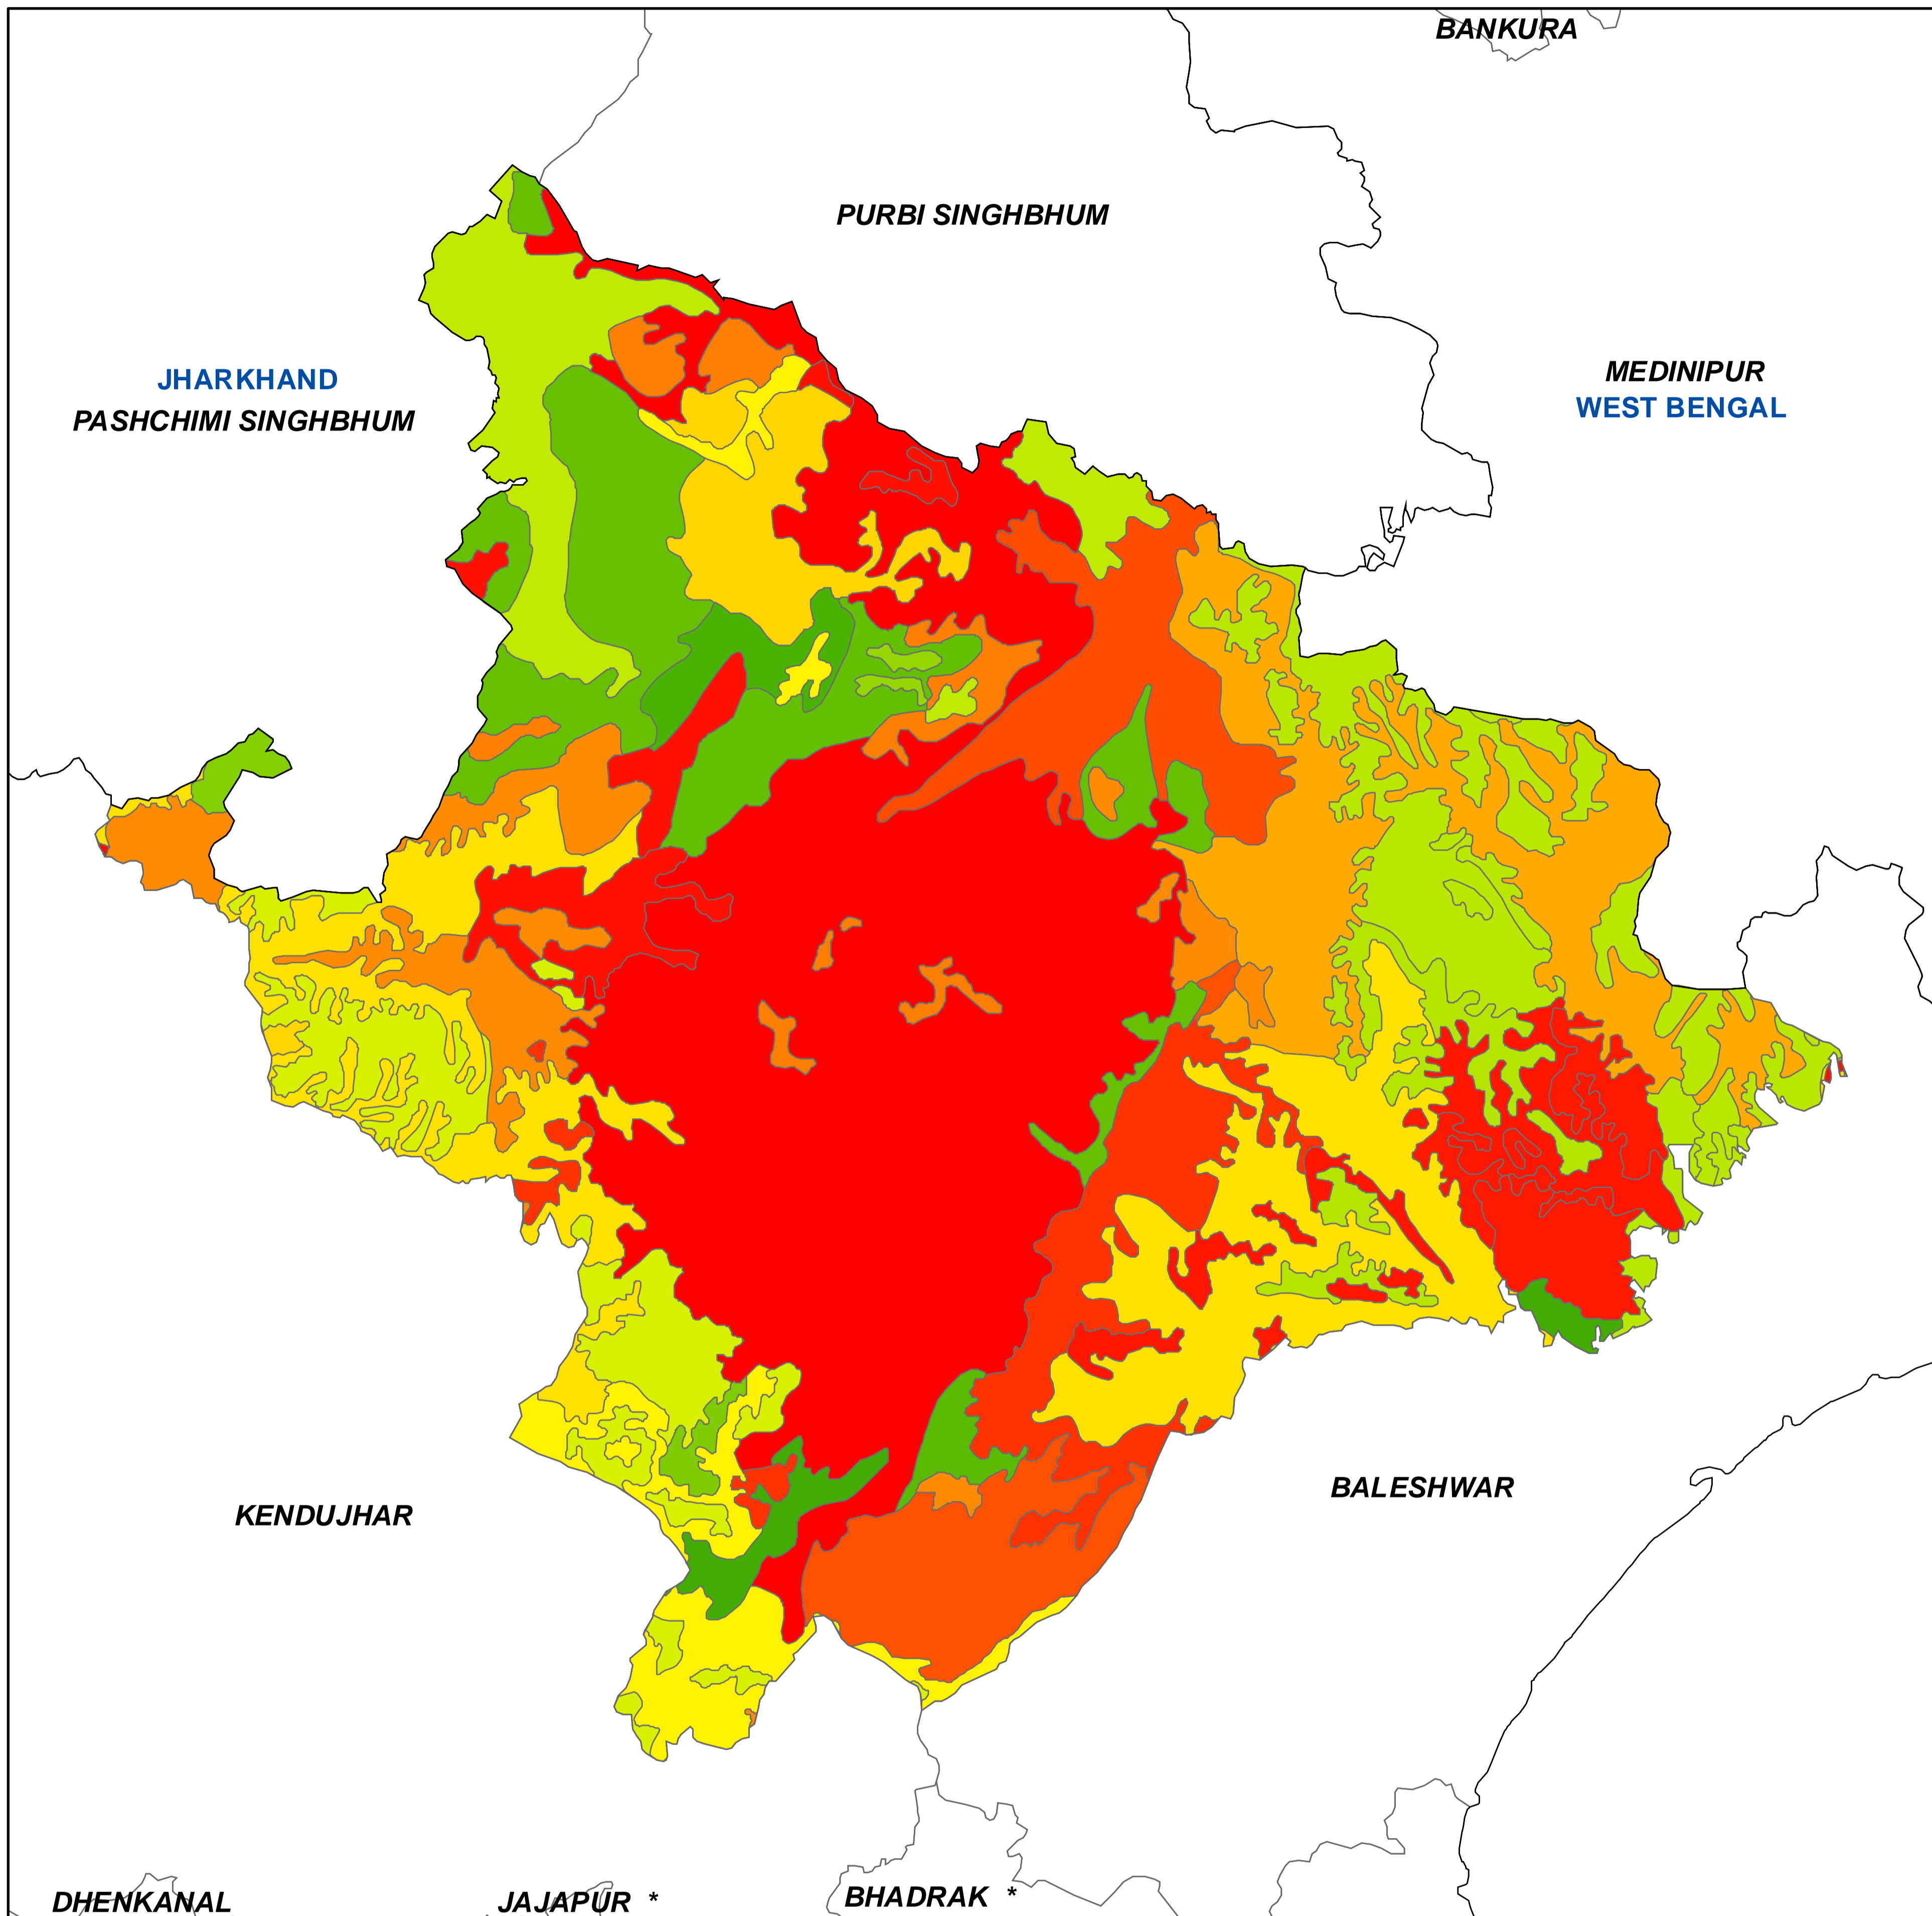 BANKURA
PURBI SINGHBHUM
JHARKHAND
PASHCHIMI SINGHBHUM
MEDINIPUR
WEST BENGAL
KENDUJHAR
BALESHWAR
DHENKANAL
JAJAPUR *
BHADRAK *